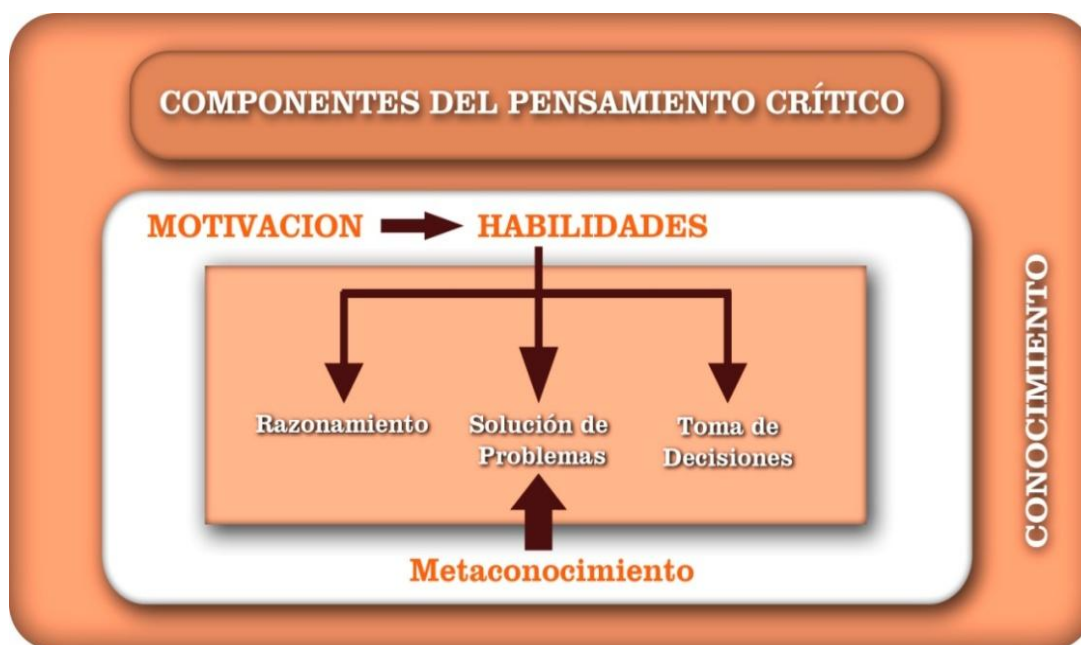 COMPONENTES DEL PENSAMIENTO CRÍTICO
MOTIVACION HABILIDADES
Razonamiento
Solución de
Problemas
Toma de
Decisiones
Metaconocimiento
CONOCIMIENTO